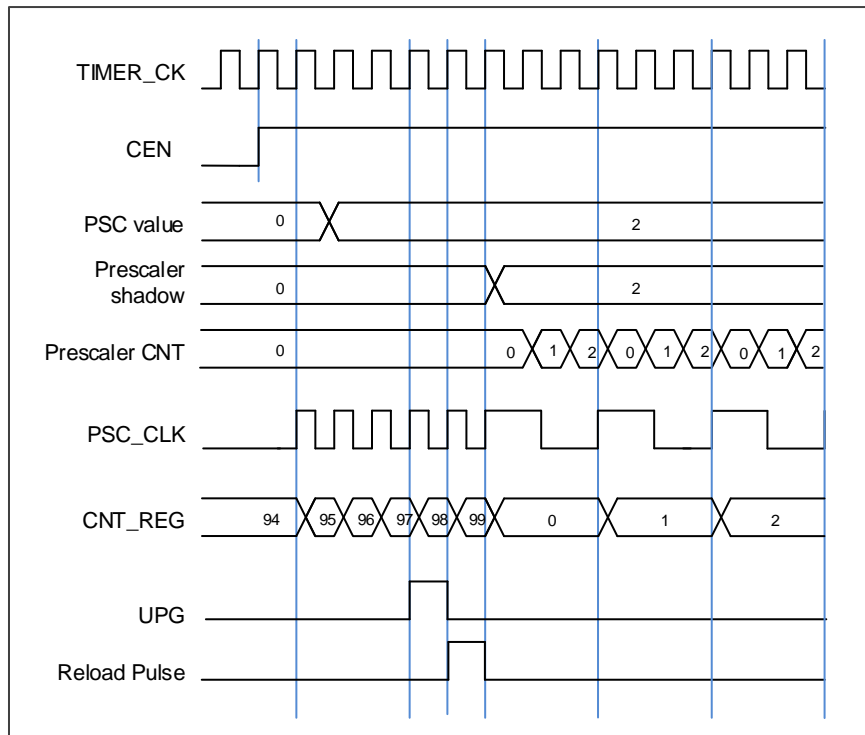 TIMER_CK
CEN
PSC value 0 2
Prescaler
shadow 0 2
Prescaler CNT 0 0 1 2 0 1 2 0 1 2
PSC_CLK
CNT_REG 94 95 96 97 98 99 0 1 2
UPG
Reload Pulse